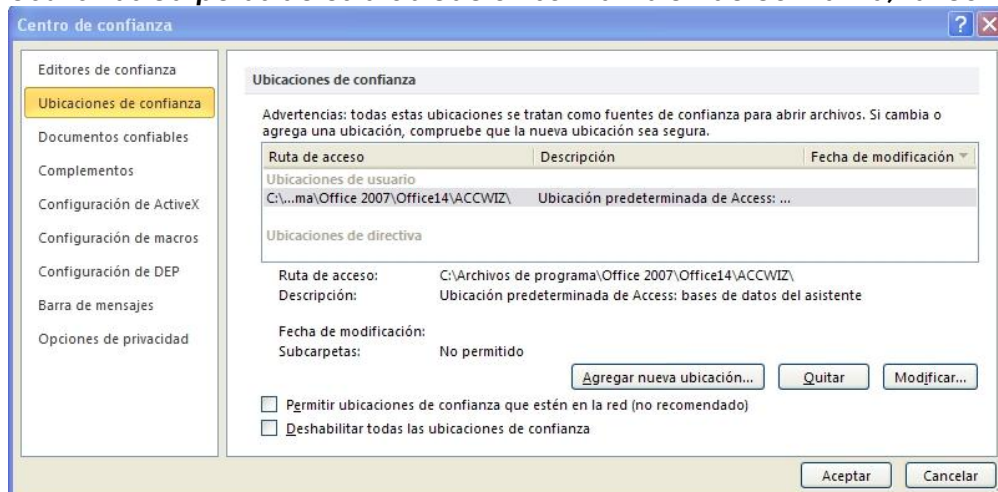 Centro de confianza
Editores de confianza
Ubicaciones de confianza
Documentos confiables
Complementos
Configuración de ActiveX
Configuración de macros
Configuración de DEP
Barra de mensajes
Opciones de privacidad
Ubicaciones de confianza
Advertencias: todas estas ubicaciones se tratan como fuentes de confianza para abrir archivos. Si cambia o
agrega una ubicación, compruebe que la nueva ubicación sea segura.
Ruta de acceso Descripción Fecha de modificación
Ubicaciones de usuario
C:\...ma\Office 2007\Office14\ACCWIZ\ Ubicación predeterminada de Access: ...
Ubicaciones de directiva
Ruta de acceso: C:\Archivos de programa\Office 2007\Office14\ACCWIZ\
Descripción: Ubicación predeterminada de Access: bases de datos del asistente
Fecha de modificación:
Subcarpetas: No permitido
Agregar nueva ubicación... Quitar Modificar...
Permitir ubicaciones de confianza que estén en la red (no recomendado)
Deshabilitar todas las ubicaciones de confianza
Aceptar Cancelar